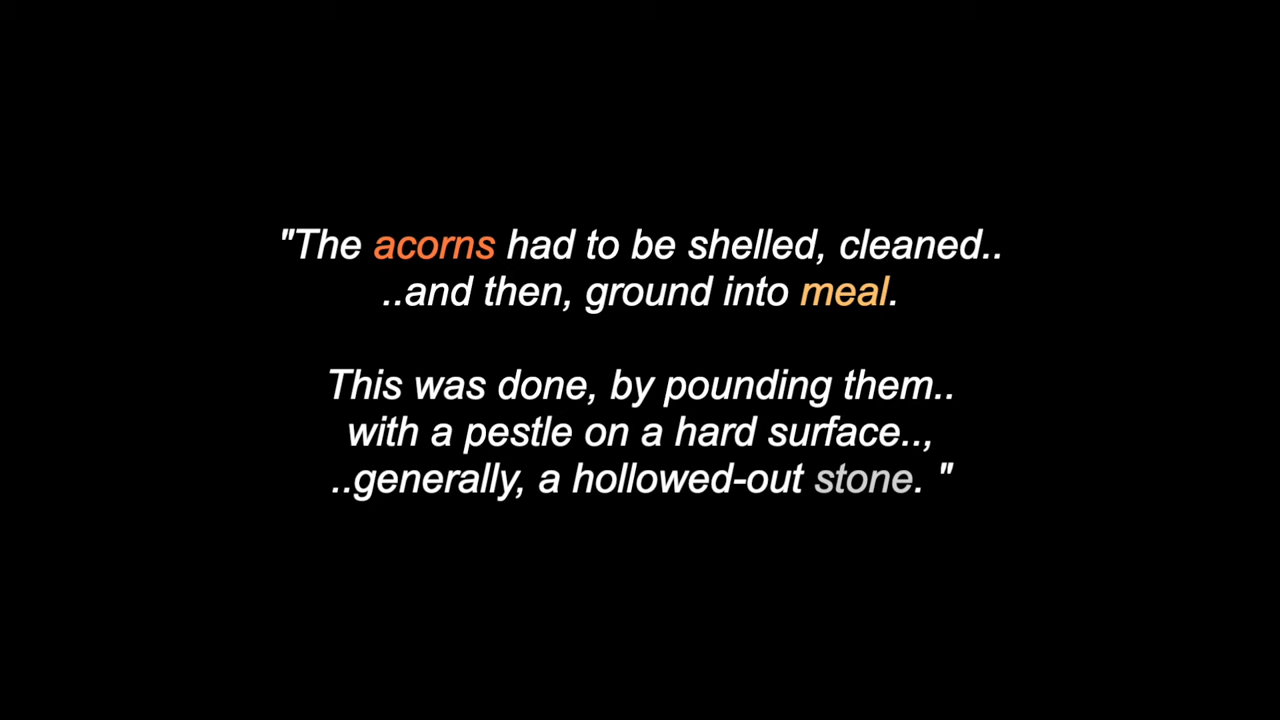 "The acorns had to be shelled, cleaned..
..and then, ground into meal.
This was done, by pounding them..
with a pestle on a hard surface..,
..generally, a hollowed-out stone. "